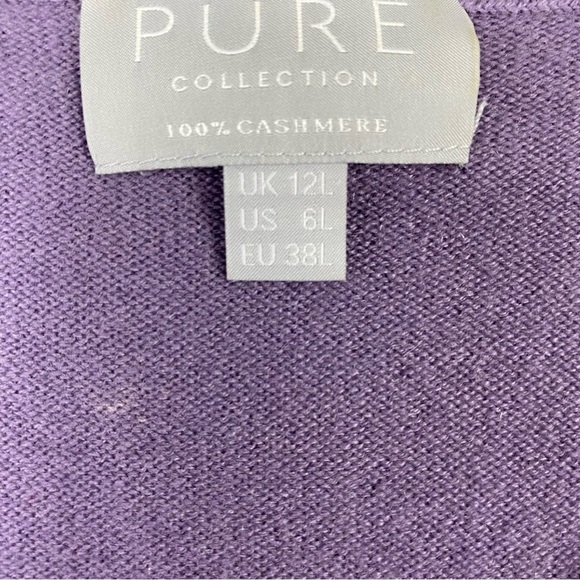 PURE
COLLECTION
100% CASHMERE
UK 12L
US 6L
EU 38L